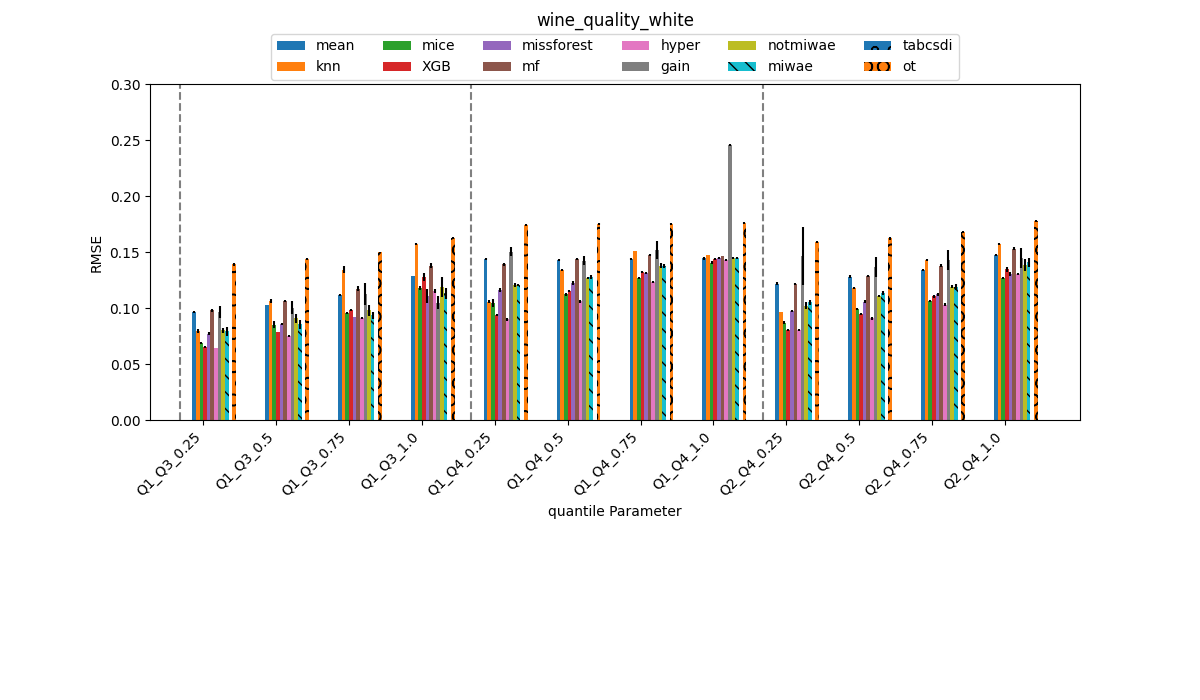 wine_quality_white
mean mice missforest hyper notmiwae tabcsdi
knn XGB mf gain miwae ot
0.30
0.25
0.20
0.15
0.10
0.05
0.00
RMSE
Q1_Q3_0.25 Q1_Q3_0.5 Q1_Q3_0.75 Q1_Q3_1.0 Q1_Q4_0.25 Q1_Q4_0.5 Q1_Q4_0.75 Q1_Q4_1.0 Q2_Q4_0.25 Q2_Q4_0.5 Q2_Q4_0.75 Q2_Q4_1.0
quantile Parameter